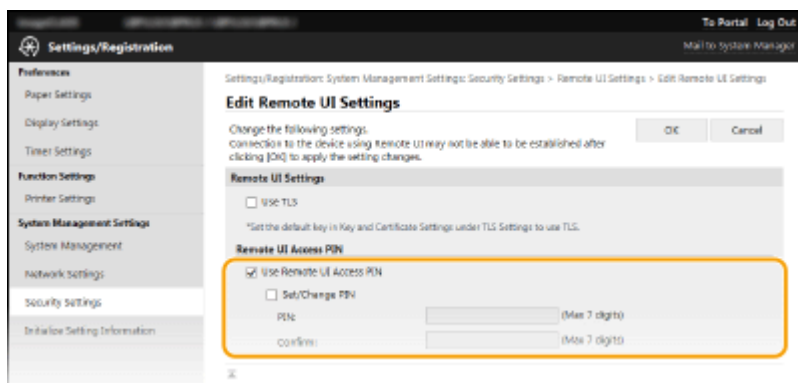 To Portal Log Out
Settings/Registration
Mail to System Manager
Preferences
Paper Settings
Display Settings
Timer Settings
Function Settings
Printer Settings
System Management Settings
System Management
Network Settings
Security Settings
Initialize Setting Information
Settings/Registration: System Management Settings: Security Settings > Remote UI Settings > Edit Remote UI Settings
Edit Remote UI Settings
Change the following settings.
Connection to the device using Remote UI may not be able to be established after
clicking [OK] to apply the setting changes.
OK Cancel
Remote UI Settings
Use TLS
*Set the default key in Key and Certificate Settings under TLS Settings to use TLS.
Remote UI Access PIN
Use Remote UI Access PIN
Set/Change PIN
PIN: (Max 7 digits)
Confirm: (Max 7 digits)